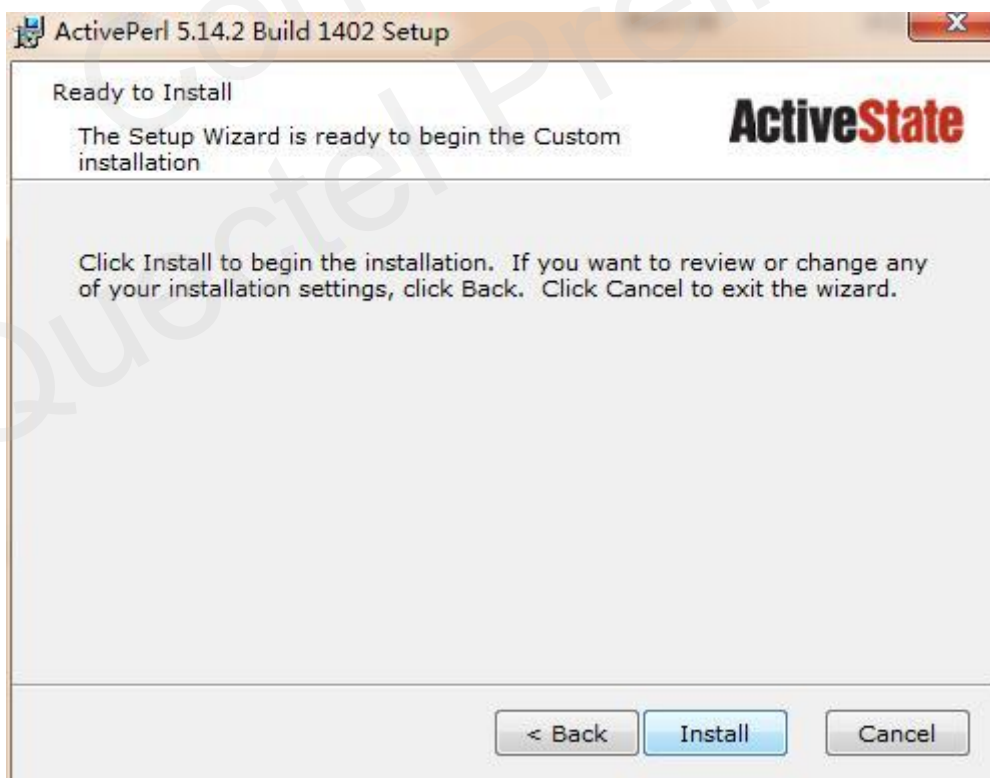 ActivePerl 5.14.2 Build 1402 Setup
Ready to Install
The Setup Wizard is ready to begin the Custom
installation
ActiveState
Click Install to begin the installation.  If you want to review or change any
of your installation settings, click Back.  Click Cancel to exit the wizard.
< Back
Install
Cancel
Quectel